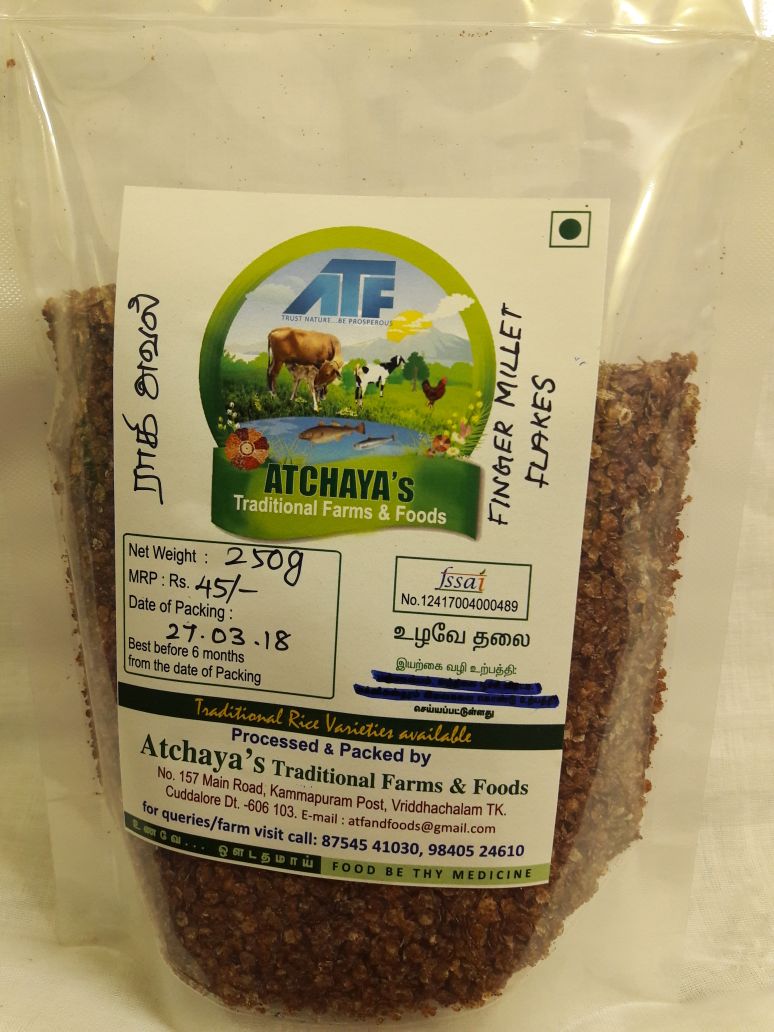 ATF
TRUST NATURE...BE PROSPEROUS
ராகி அவல்
FINGER MILLET
FLAKES
ATCHAYA's
Traditional Farms & Foods
Net Weight : 250g
MRP : Rs. 45/-
Date of Packing :
27.03.18
Best before 6 months
from the date of Packing
fssai
No.12417004000489
உழவே தலை
இயற்கை வழி உற்பத்தி:
செய்யப்பட்டுள்ளது
Traditional Rice Varieties available
Processed & Packed by
Atchaya's Traditional Farms & Foods
No. 157 Main Road, Kammapuram Post, Vriddhachalam TK.
Cuddalore Dt. -606 103. E-mail : atfandfoods@gmail.com
for queries/farm visit call: 87545 41030, 98405 24610
உணவே... ஔடதமாய் FOOD BE THY MEDICINE